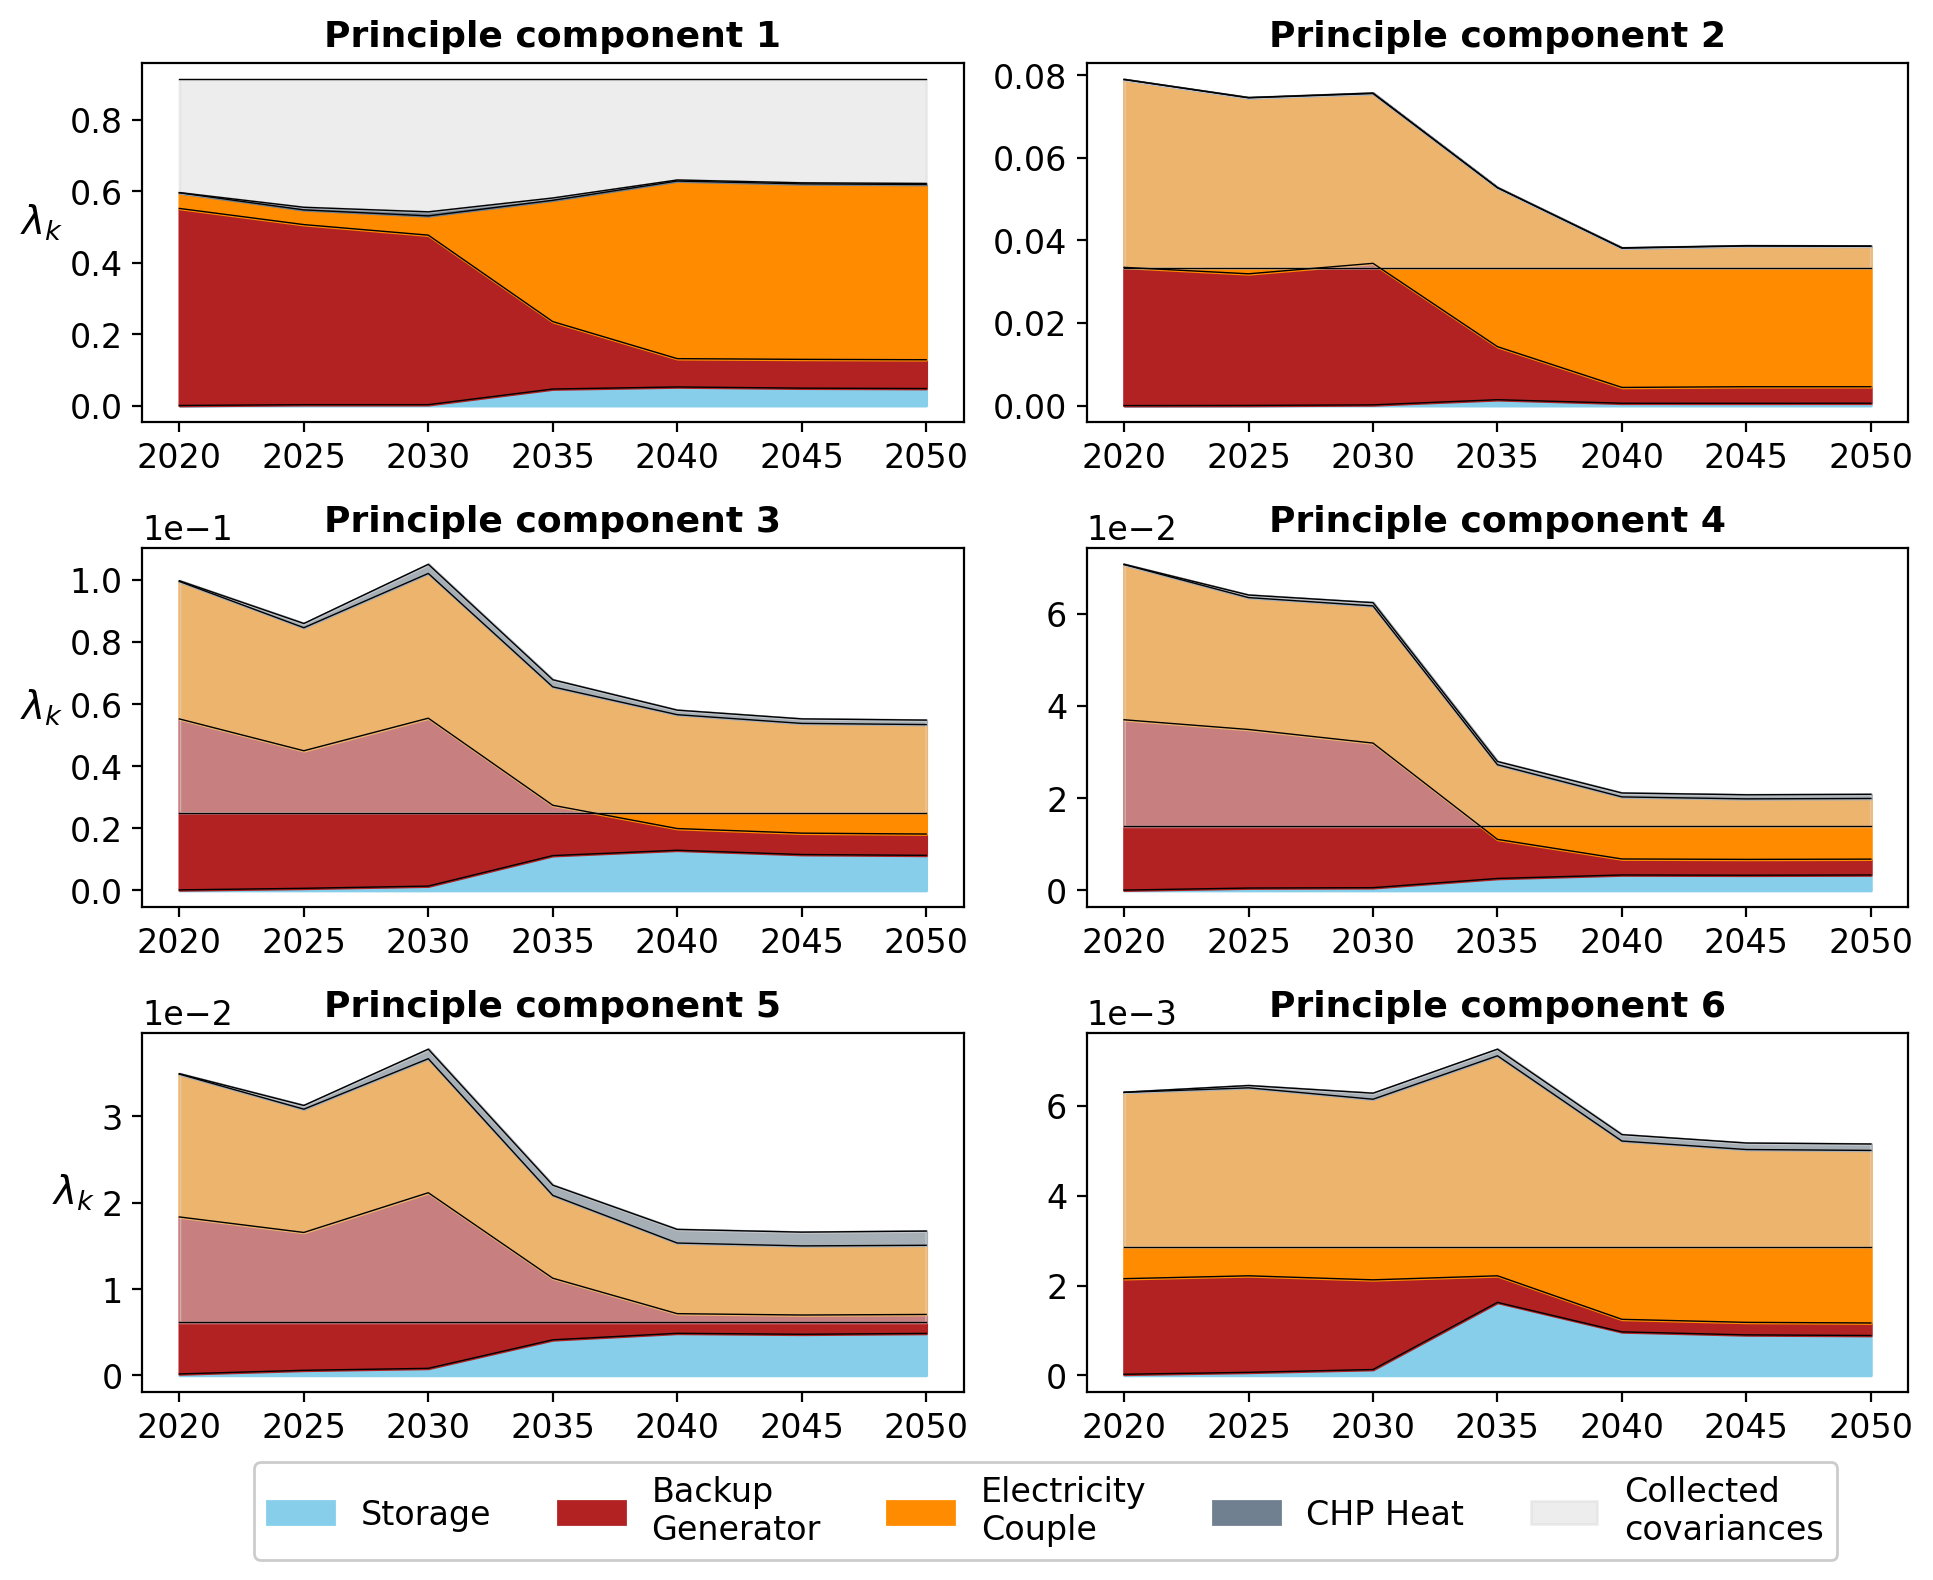 Principle component 1
Principle component 2
λk
0.8
0.6
0.4
0.2
0.0
2020 2025 2030 2035 2040 2045 2050
0.08
0.06
0.04
0.02
0.00
2020 2025 2030 2035 2040 2045 2050
1e−1
Principle component 3
1e−2
Principle component 4
λk
1.0
0.8
0.6
0.4
0.2
0.0
2020 2025 2030 2035 2040 2045 2050
6
4
2
0
2020 2025 2030 2035 2040 2045 2050
1e−2
Principle component 5
1e−3
Principle component 6
λk
3
2
1
0
2020 2025 2030 2035 2040 2045 2050
6
4
2
0
2020 2025 2030 2035 2040 2045 2050
Storage
Backup
Generator
Electricity
Couple
CHP Heat
Collected
covariances